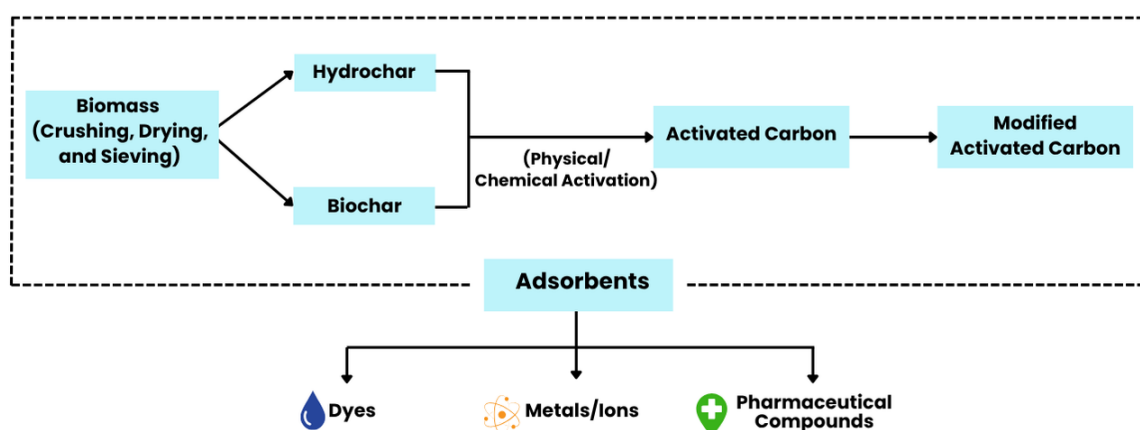 Hydrochar
Biomass
(Crushing, Drying,
and Sieving)
Biochar
(Physical/
Chemical Activation)
Activated Carbon
Modified
Activated Carbon
Adsorbents
Dyes
Metals/Ions
Pharmaceutical
Compounds